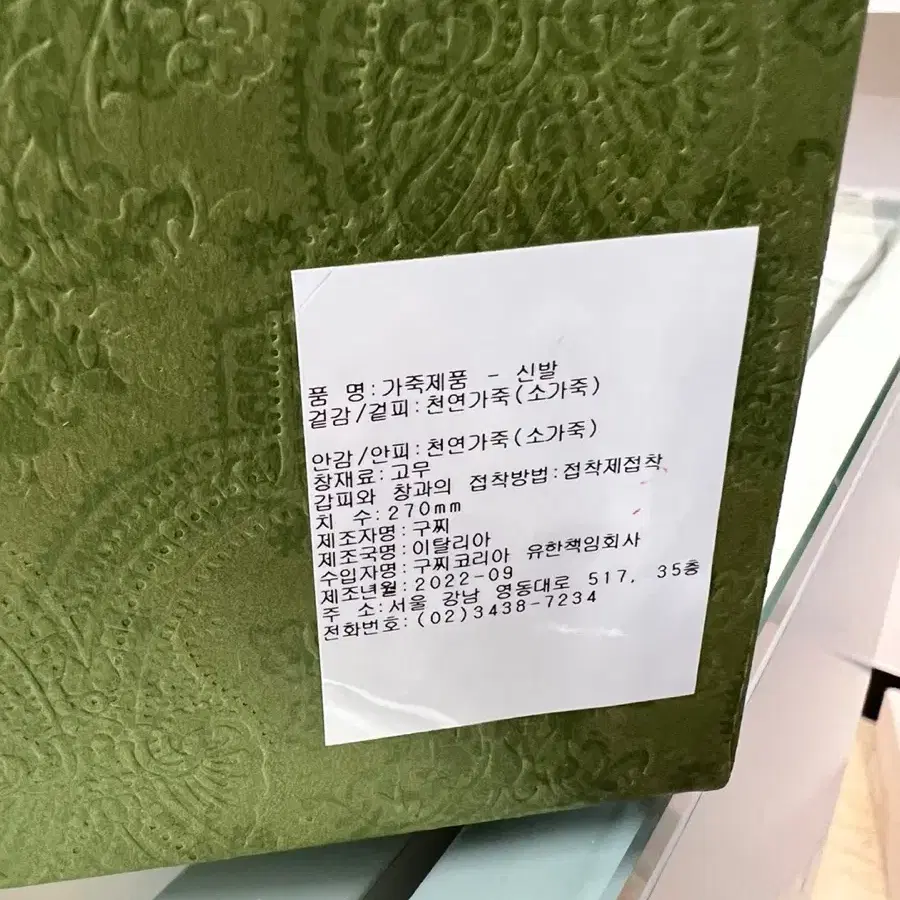 품 명:가죽제품 - 신발
겉감/겉피:천연가죽(소가죽)
안감/안피:천연가죽(소가죽)
창재료:고무
갑피와 창과의 접착방법:접착제접착
치 수:270mm
제조자명:구찌
제조국명:이탈리아
수입자명:구찌코리아 유한책임회사
제조년월:2022-09
주 소:서울 강남 영동대로 517, 35층
전화번호:(02)3438-7234